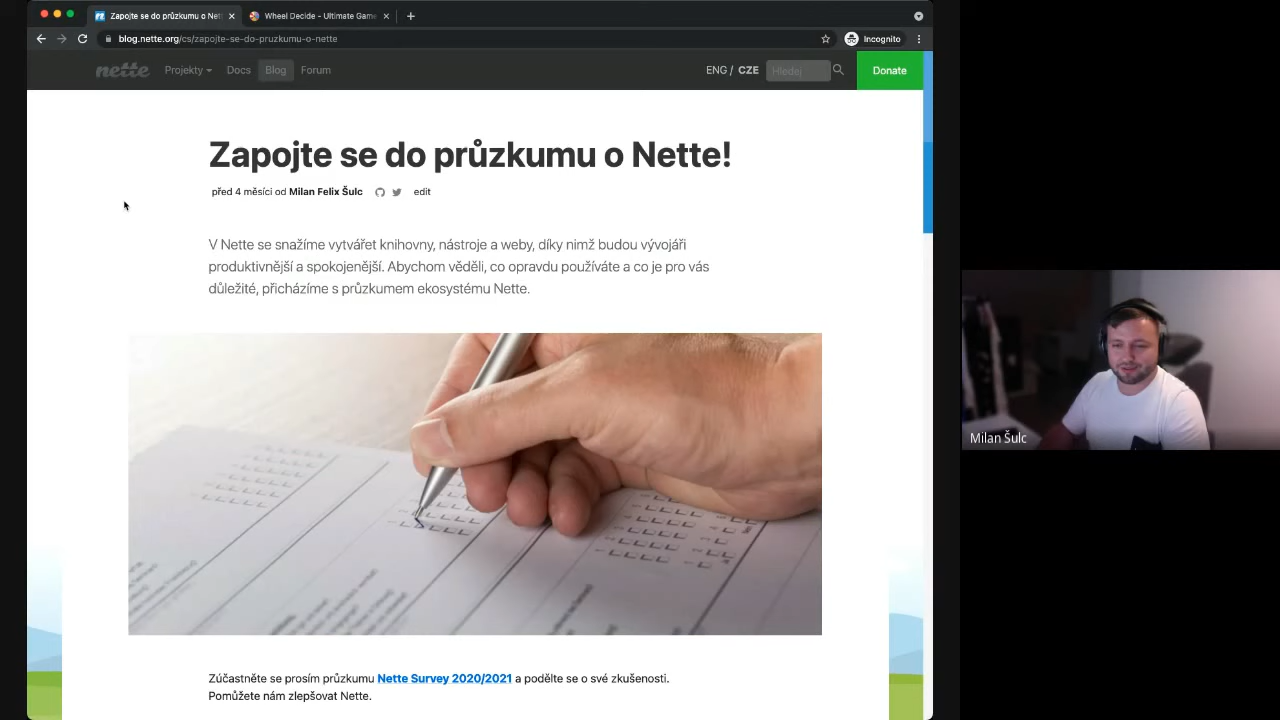 Zapojte se do průzkumu o Nett
Wheel Decide - Ultimate Game
blog.nette.org/cs/zapojte-se-do-pruzkumu-o-nette
Incognito
nette
Projekty
Docs
Blog
Forum
ENG / CZE
Hledej
Donate
Zapojte se do průzkumu o Nette!
před 4 měsíci od Milan Felix Šulc
edit
V Nette se snažíme vytvářet knihovny, nástroje a weby, díky nimž budou vývojáři
produktivnější a spokojenější. Abychom věděli, co opravdu používáte a co je pro vás
důležité, přicházíme s průzkumem ekosystému Nette.
Zúčastněte se prosím průzkumu Nette Survey 2020/2021 a podělte se o své zkušenosti.
Pomůžete nám zlepšovat Nette.
Milan Šulc